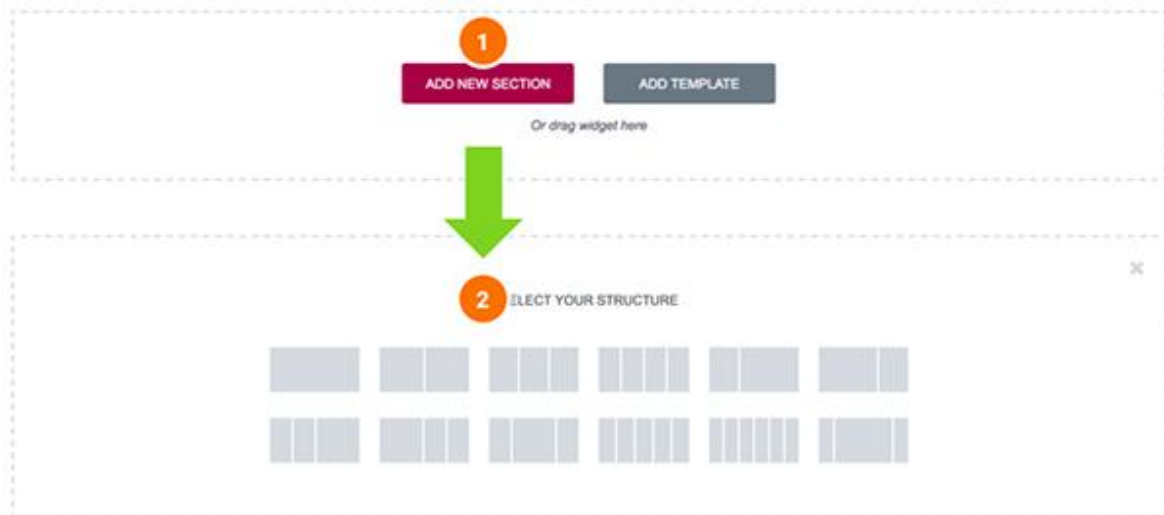 1
ADD NEW SECTION
ADD TEMPLATE
Or drag widget here
2
ELECT YOUR STRUCTURE